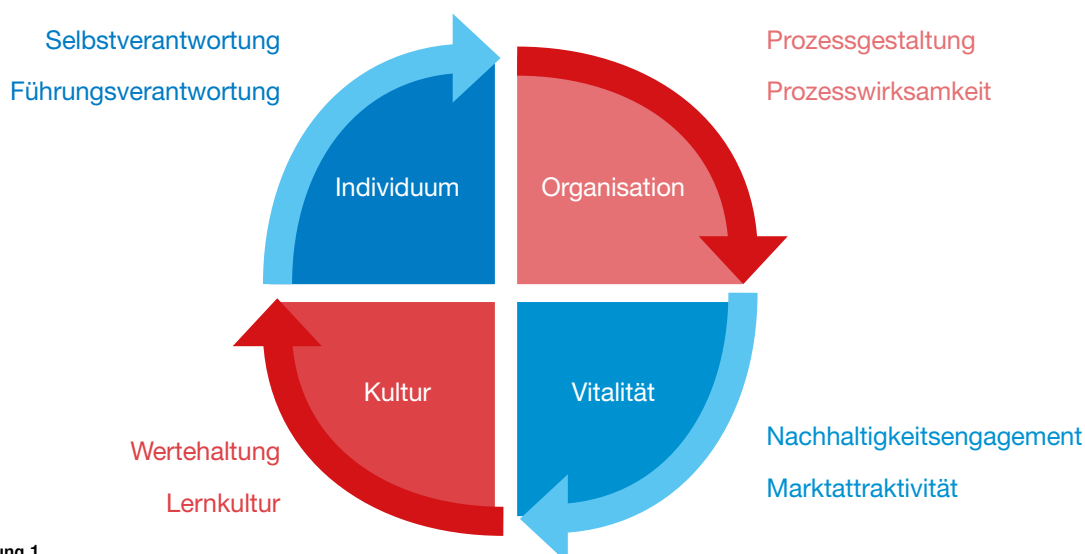 Selbstverantwortung
Führungsverantwortung
Prozessgestaltung
Prozesswirksamkeit
Individuum
Organisation
Kultur
Vitalität
Wertehaltung
Lernkultur
Nachhaltigkeitsengagement
Marktattraktivität